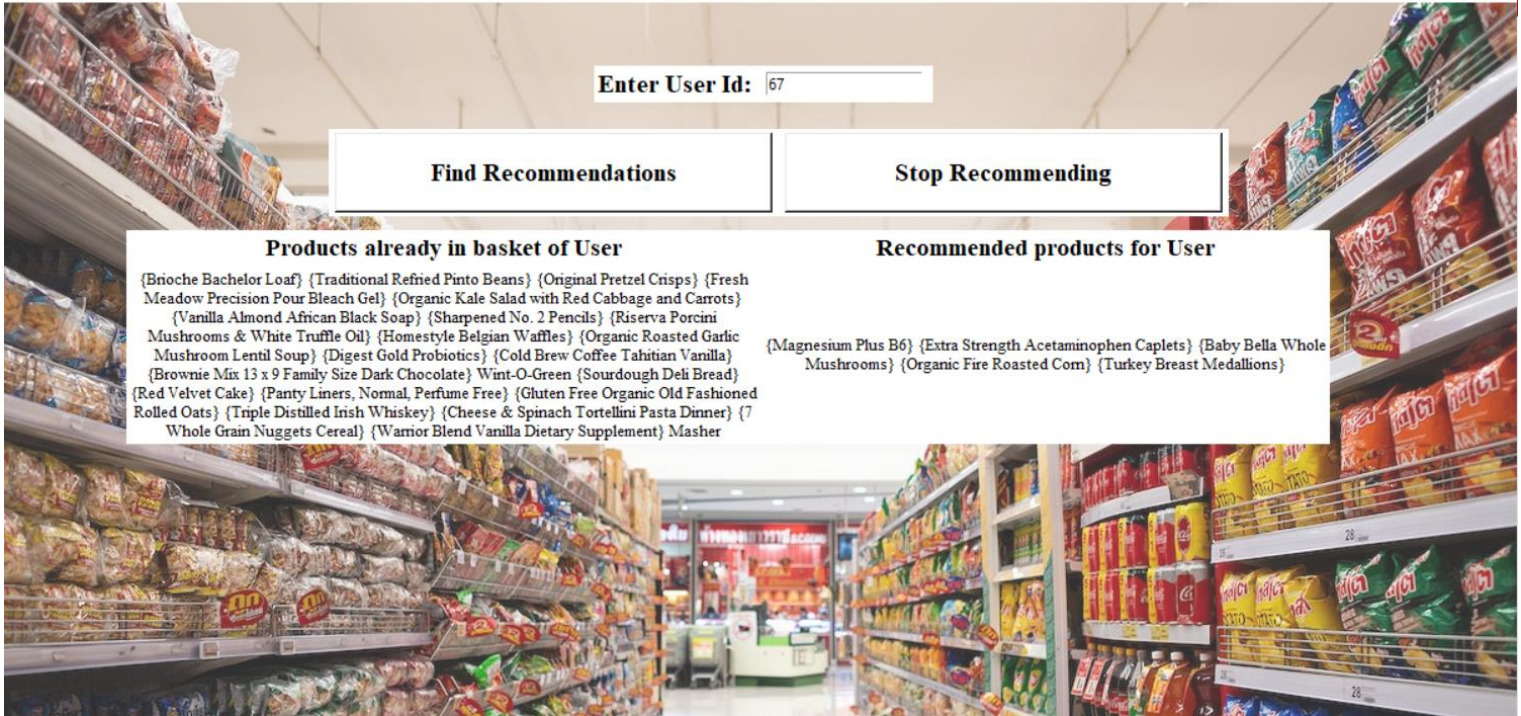 Enter User Id: 67
Find Recommendations
Stop Recommending
Products already in basket of User
{Brioche Bachelor Loaf} {Traditional Refried Pinto Beans} {Original Pretzel Crisps} {Fresh
Meadow Precision Pour Bleach Gel} {Organic Kale Salad with Red Cabbage and Carrots}
{Vanilla Almond African Black Soap} {Sharpened No. 2 Pencils} {Riserva Porcini
Mushrooms & White Truffle Oil} {Homestyle Belgian Waffles} {Organic Roasted Garlic
Mushroom Lentil Soup} {Digest Gold Probiotics} {Cold Brew Coffee Tahitian Vanilla}
{Brownie Mix 13 x 9 Family Size Dark Chocolate} Wint-O-Green {Sourdough Deli Bread}
{Red Velvet Cake} {Panty Liners, Normal, Perfume Free} {Gluten Free Organic Old Fashioned
Rolled Oats} {Triple Distilled Irish Whiskey} {Cheese & Spinach Tortellini Pasta Dinner} {7
Whole Grain Nuggets Cereal} {Warrior Blend Vanilla Dietary Supplement} Masher
Recommended products for User
{Magnesium Plus B6} {Extra Strength Acetaminophen Caplets} {Baby Bella Whole
Mushrooms} {Organic Fire Roasted Corn} {Turkey Breast Medallions}
28
28